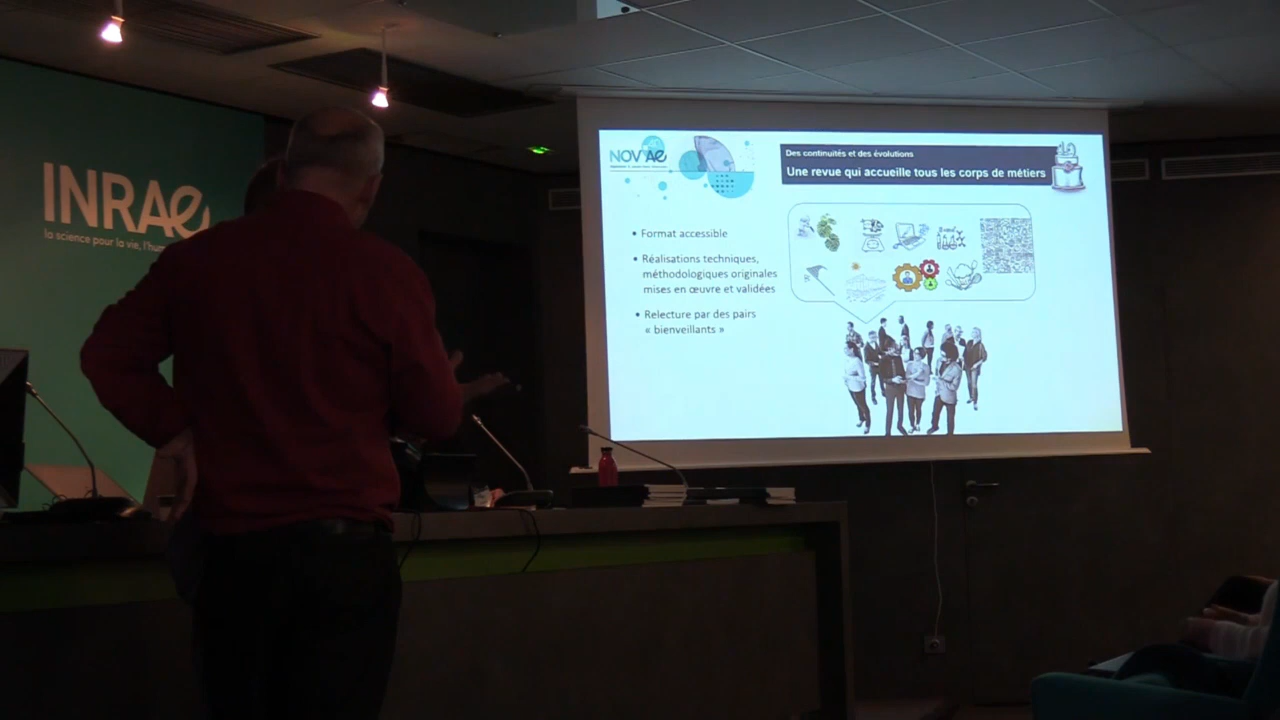 INRAE
la science pour la vie, l'hum
NOV'AE
Des continuités et des évolutions
Une revue qui accueille tous les corps de métiers
• Format accessible
• Réalisations techniques,
méthodologiques originales
mises en œuvre et validées
• Relecture par des pairs
« bienveillants »